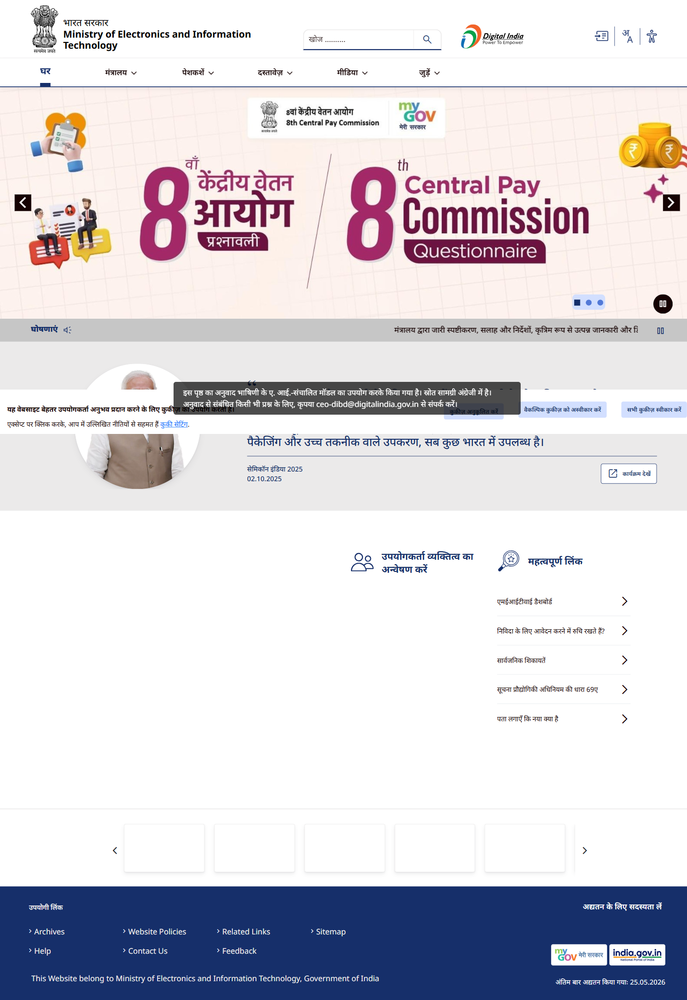 भारत सरकार
Ministry of Electronics and Information
Technology
सत्यमेव जयते
खोज ..........
Digital India
Power To Empower
अ
A
घर
मंत्रालय
पेशकशें
दस्तावेज़
मीडिया
जुड़ें
8वां केंद्रीय वेतन आयोग
8th Central Pay Commission
सत्यमेव जयते
my
GOV
मेरी सरकार
8 वाँ
केंद्रीय वेतन
आयोग
प्रश्नावली
8 th
Central Pay
Commission
Questionnaire
घोषणाएं
मंत्रालय द्वारा जारी स्पष्टीकरण, सलाह और निर्देशों, कृत्रिम रूप से उत्पन्न जानकारी और
“
इस पृष्ठ का अनुवाद भाषिणी के ए. आई.-संचालित मॉडल का उपयोग करके किया गया है। स्रोत सामग्री अंग्रेजी में है।
अनुवाद से संबंधित किसी भी प्रश्न के लिए, कृपया ceo-dibd@digitalindia.gov.in से संपर्क करें।
यह वेबसाइट बेहतर उपयोगकर्ता अनुभव प्रदान करने के लिए कुकीज़ का उपयोग करती है।
एक्सेप्ट पर क्लिक करके, आप में उल्लिखित नीतियों से सहमत हैं कुकी सेटिंग.
कुकीज़ अनुकूलित करें
वैकल्पिक कुकीज़ को अस्वीकार करें
सभी कुकीज़ स्वीकार करें
पैकेजिंग और उच्च तकनीक वाले उपकरण, सब कुछ भारत में उपलब्ध है।
सेमिकॉन इंडिया 2025
02.10.2025
कार्यक्रम देखें
उपयोगकर्ता व्यक्तित्व का
अन्वेषण करें
महत्वपूर्ण लिंक
एमईआईटीवाई डैशबोर्ड
निविदा के लिए आवेदन करने में रुचि रखते हैं?
सार्वजनिक शिकायतें
सूचना प्रौद्योगिकी अधिनियम की धारा 69ए
पता लगाएँ कि नया क्या है
उपयोगी लिंक
अद्यतन के लिए सदस्यता लें
Archives
Website Policies
Related Links
Sitemap
Help
Contact Us
Feedback
my
GOV मेरी सरकार
india.gov.in
National Portal of India
This Website belong to Ministry of Electronics and Information Technology, Government of India
अंतिम बार अद्यतन किया गया: 25.05.2026